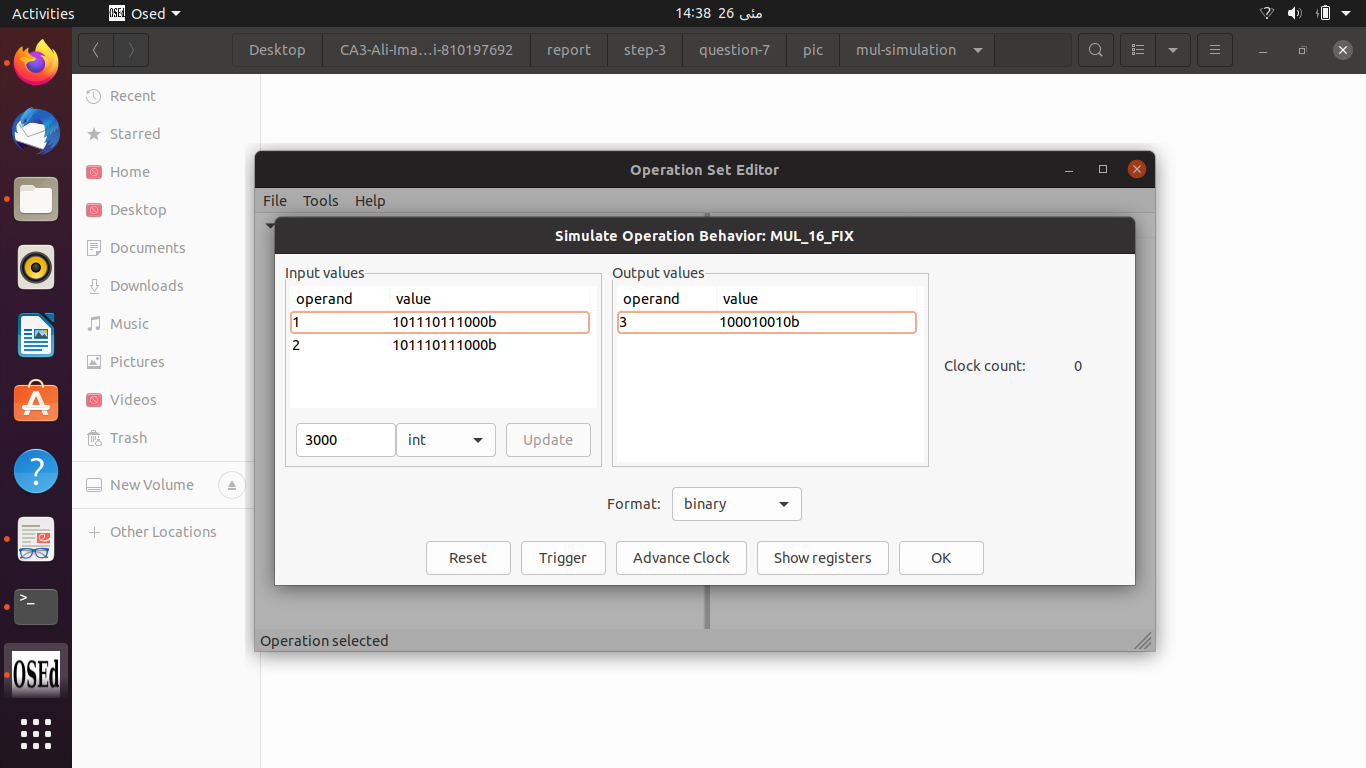 Activities OSEd Osed 14:38 26 مئی
Desktop CA3-Ali-Ima…i-810197692 report step-3 question-7 pic mul-simulation
Recent
Starred
Home
Desktop
Documents
Downloads
Music
Pictures
Videos
Trash
New Volume
Other Locations
Operation Set Editor
File Tools Help
Simulate Operation Behavior: MUL_16_FIX
Input values Output values
operand value operand value
1 101110111000b 3 100010010b
2 101110111000b
Clock count: 0
3000 int Update
Format: binary
Reset Trigger Advance Clock Show registers OK
Operation selected
>_
OSEd